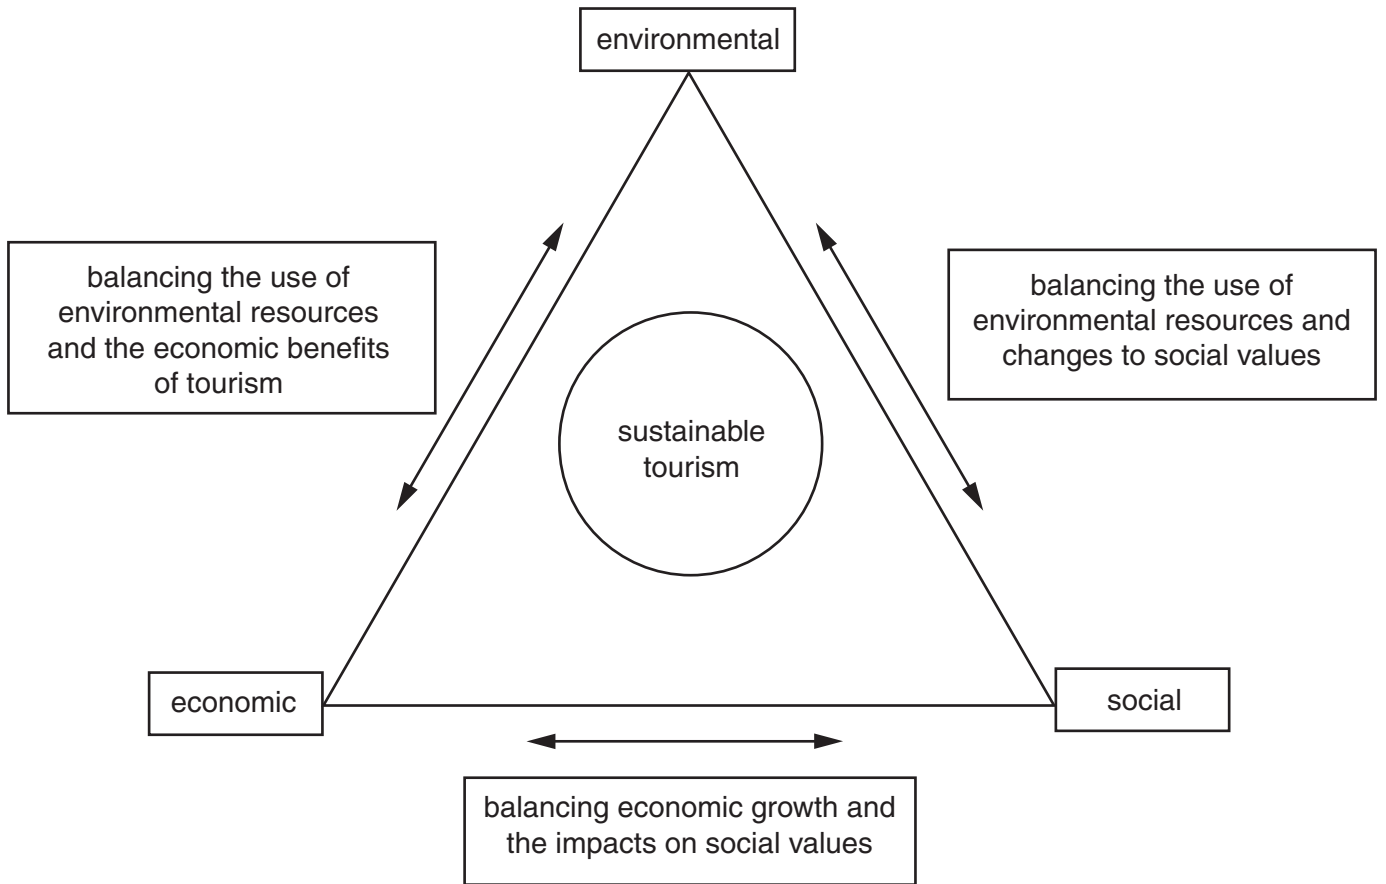 environmental
balancing the use of
environmental resources
and the economic benefits
of tourism
balancing the use of
environmental resources and
changes to social values
sustainable
tourism
economic
social
balancing economic growth and
the impacts on social values